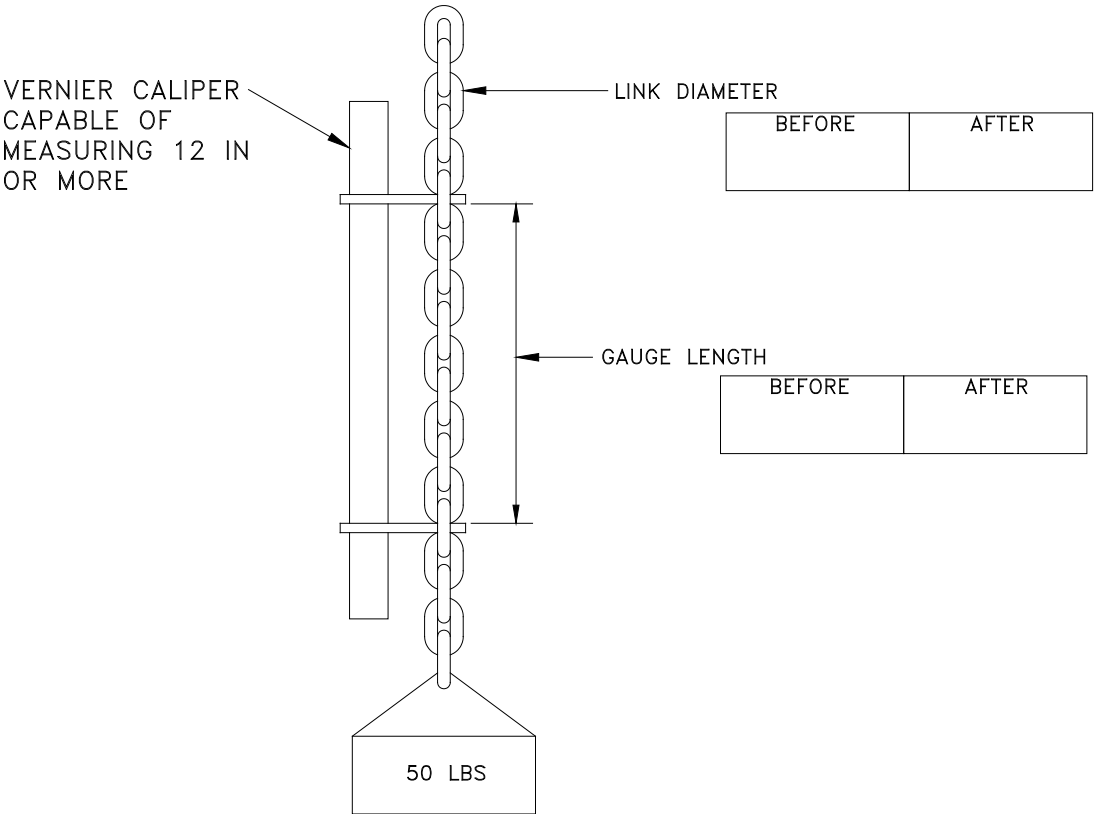 VERNIER CALIPER
CAPABLE OF
MEASURING 12 IN
OR MORE
LINK DIAMETER
BEFORE AFTER
GAUGE LENGTH
BEFORE AFTER
50 LBS